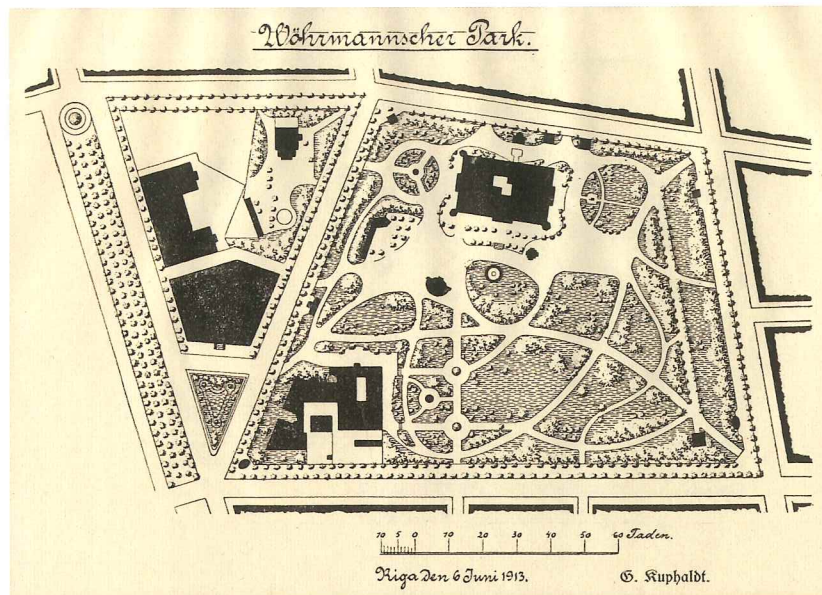 Wöhrmannscher Park.
10 5 0 10 20 30 40 50 60 Faden.
Riga den 6 Juni 1913.
G. Kuphaldt.